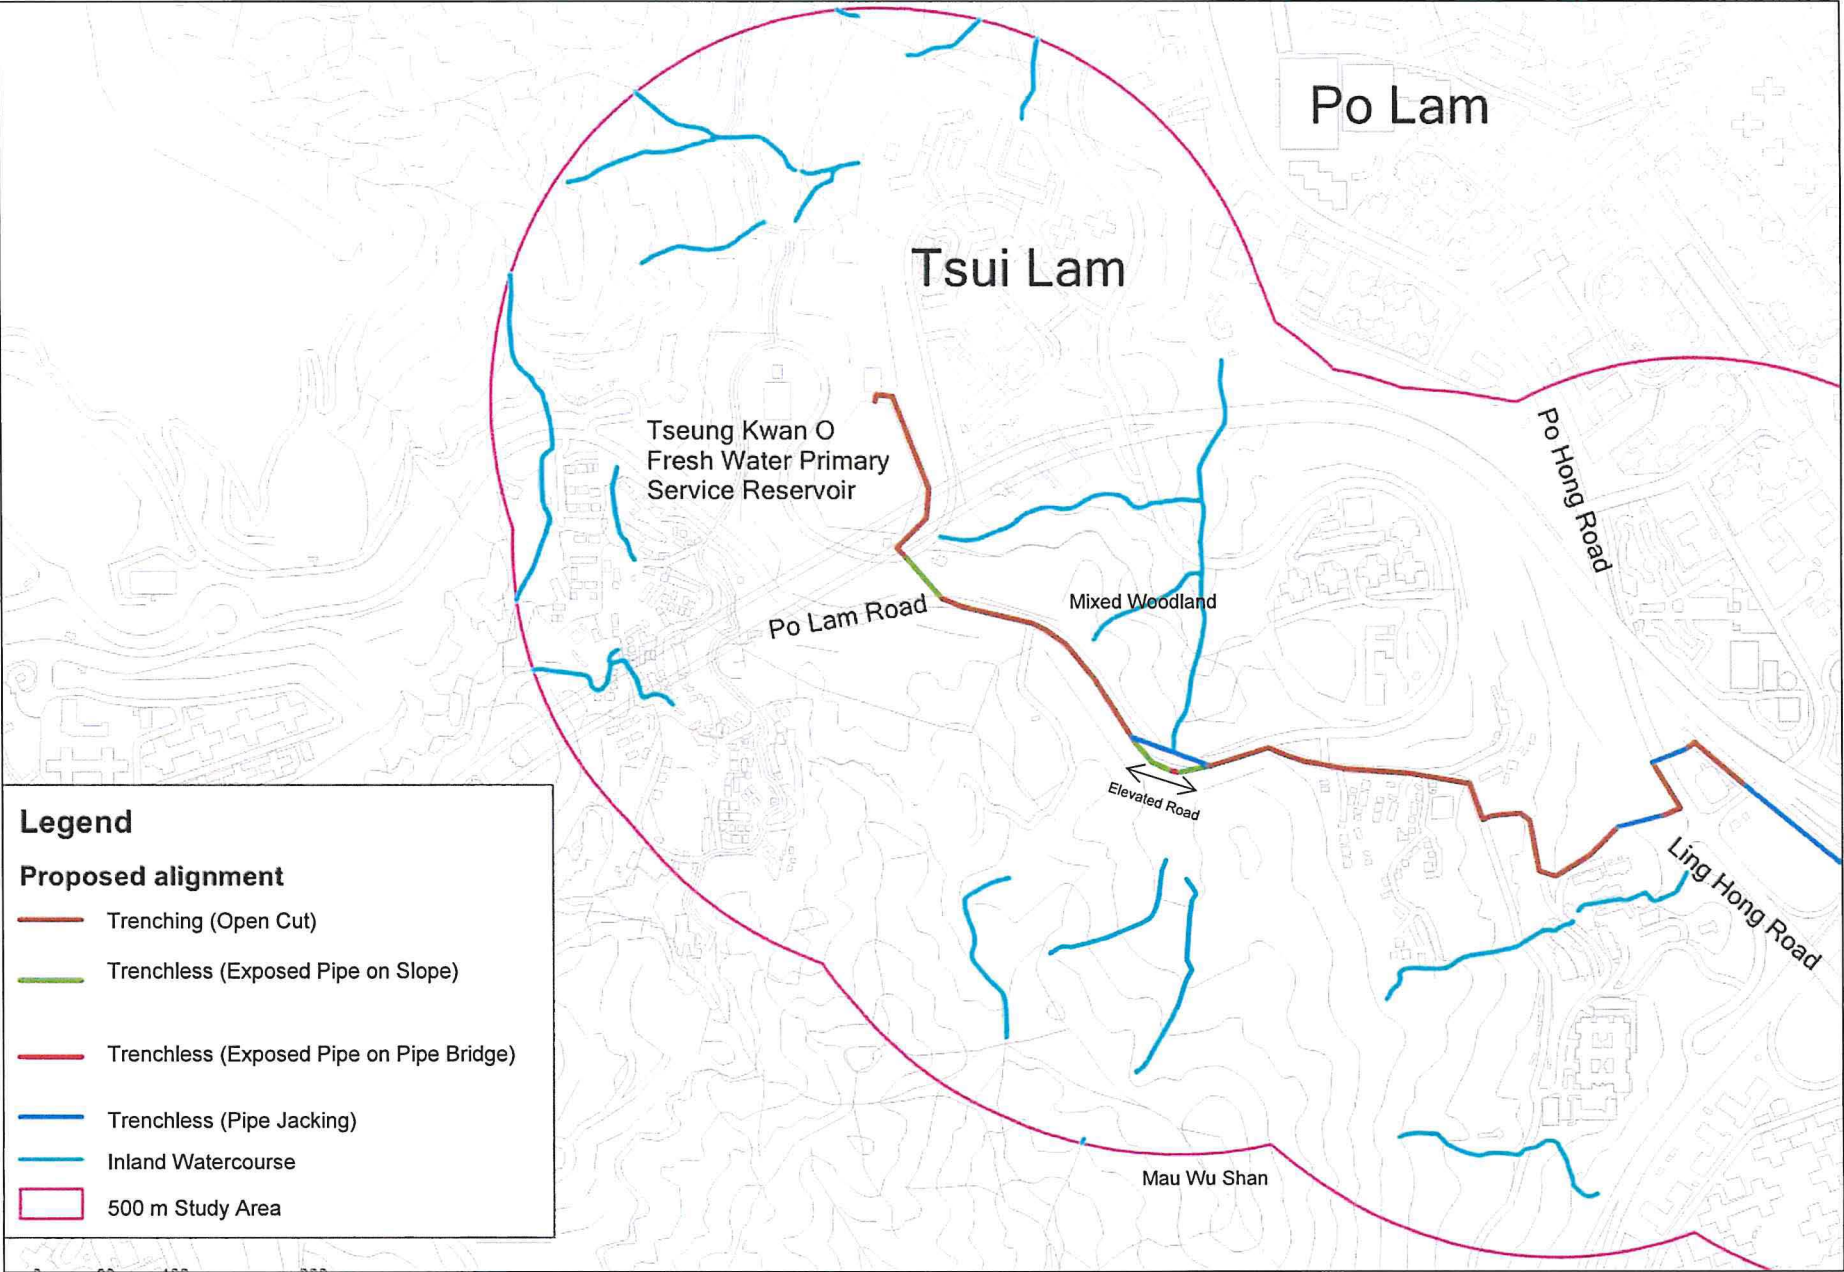 Po Lam
Tsui Lam
Tseung Kwan O
Fresh Water Primary
Service Reservoir
Po Hong Road
Po Lam Road
Mixed Woodland
Elevated Road
Ling Hong Road
Mau Wu Shan
Legend
Proposed alignment
Trenching (Open Cut)
Trenchless (Exposed Pipe on Slope)
Trenchless (Exposed Pipe on Pipe Bridge)
Trenchless (Pipe Jacking)
Inland Watercourse
500 m Study Area